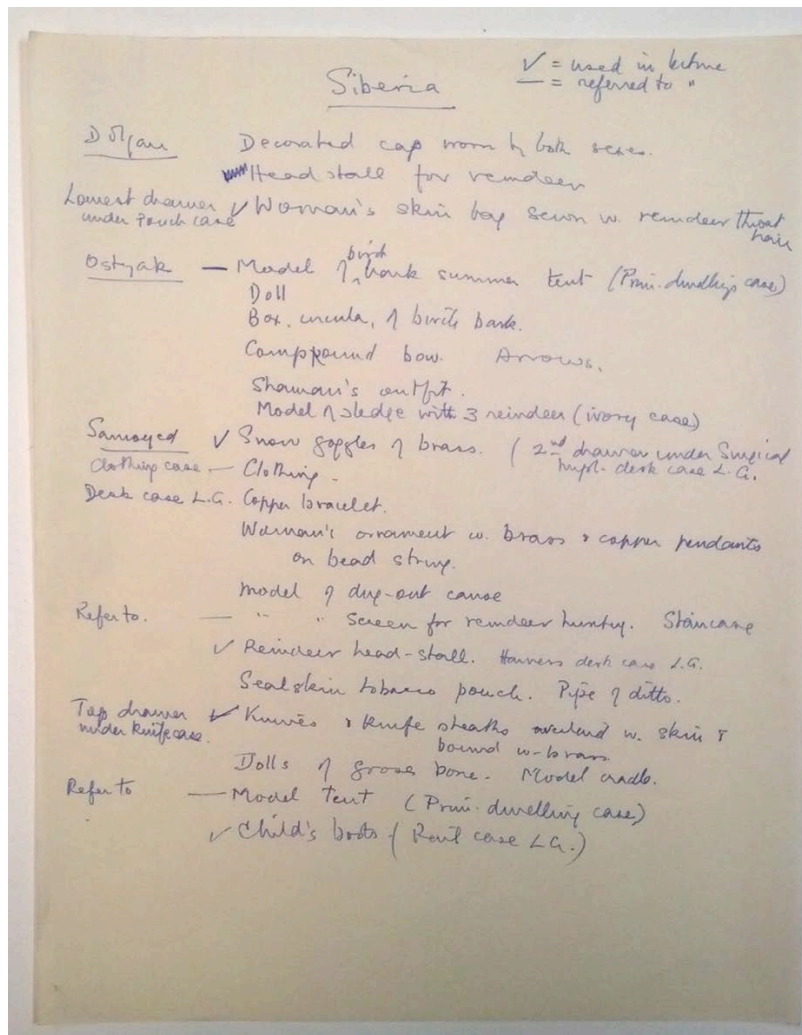 Siberia
✓ = used in lecture
— = referred to "
Dolgan Decorated cap worn by both sexes.
Head stall for reindeer
Lowest drawer under pouch case ✓ Woman's skin bag sewn w. reindeer throat hair
Ostyak — Model of birch bark summer tent (Prim. dwellings case)
Doll
Box, circular, of birch bark.
Compound bow. Arrows.
Shaman's outfit.
Model of sledge with 3 reindeer (ivory case)
Samoyed ✓ Snow goggles of brass. (2nd drawer under Surgical Impl. desk case L.G.
Clothing case — Clothing.
Desk case L.G. Copper bracelet.
Woman's ornament w. brass & copper pendants
on bead string.
Model of dug-out canoe
Refer to. — " " Screen for reindeer hunting. Staircase
✓ Reindeer head-stall. Harness desk case L.G.
Sealskin tobacco pouch. Pipe of ditto.
Top drawer under knife case. ✓ Knives & Knife sheaths overlaid w. skin &
bound w. brass
Dolls of goose bone. Model cradle.
Refer to — Model tent (Prim. dwelling case)
✓ Child's boots ( case L.G.)